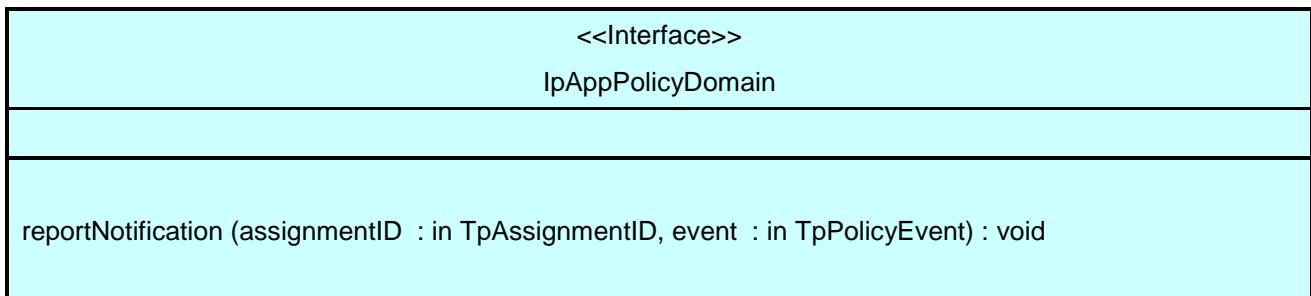 <<Interface>>
IpAppPolicyDomain
reportNotification (assignmentID  : in TpAssignmentID, event  : in TpPolicyEvent) : void